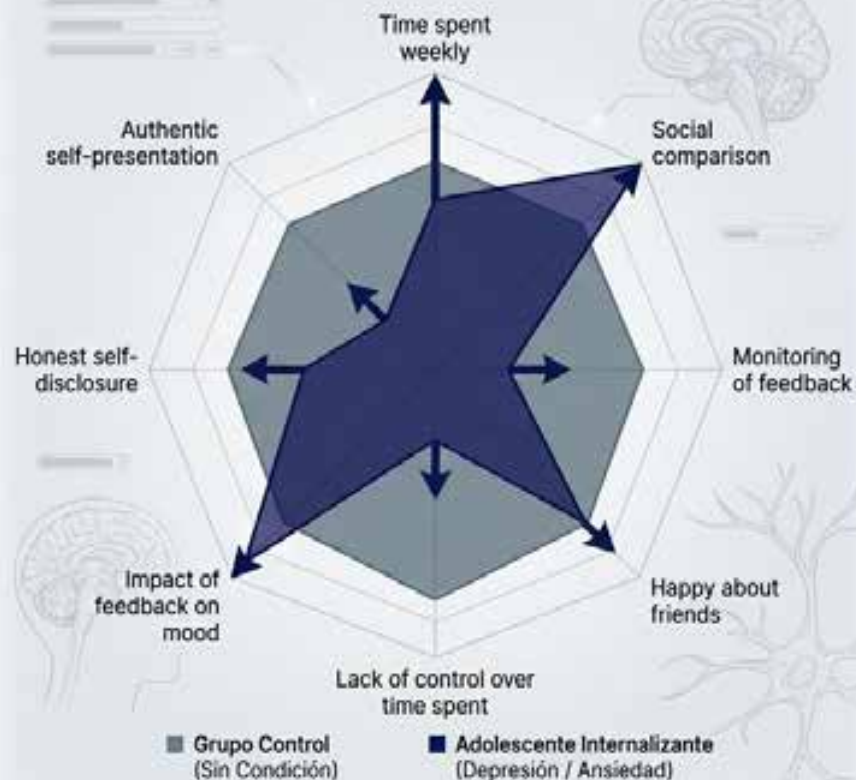 Time spent
weekly
Authentic
self-presentation
Social
comparison
Honest self-
disclosure
Monitoring
of feedback
Impact of
feedback on
mood
Happy about
friends
Lack of control over
time spent
Grupo Control
(Sin Condición)
Adolescente Internalizante
(Depresión / Ansiedad)